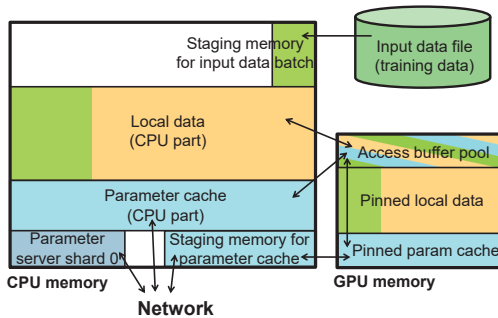 Staging memory
for input data batch
Input data file
(training data)
Local data
(CPU part)
Access buffer pool
Parameter cache
(CPU part)
Pinned local data
Parameter
server shard 0
Staging memory for
parameter cache
Pinned param cache
CPU memory
GPU memory
Network